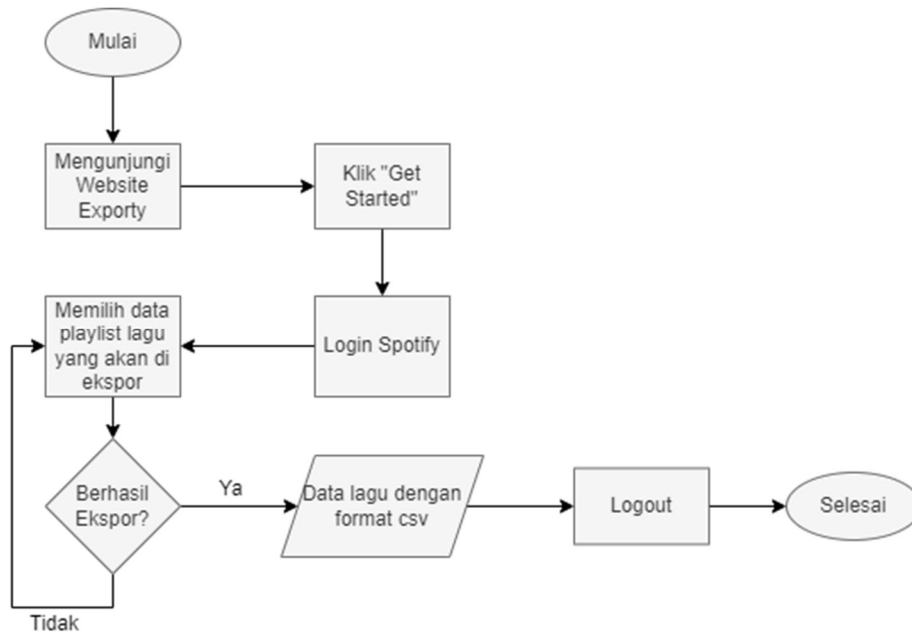 Mulai
Mengunjungi
Website
Exporty
Klik "Get
Started"
Login Spotify
Memilih data
playlist lagu
yang akan di
ekspor
Berhasil
Ekspor?
Ya
Data lagu dengan
format csv
Logout
Selesai
Tidak